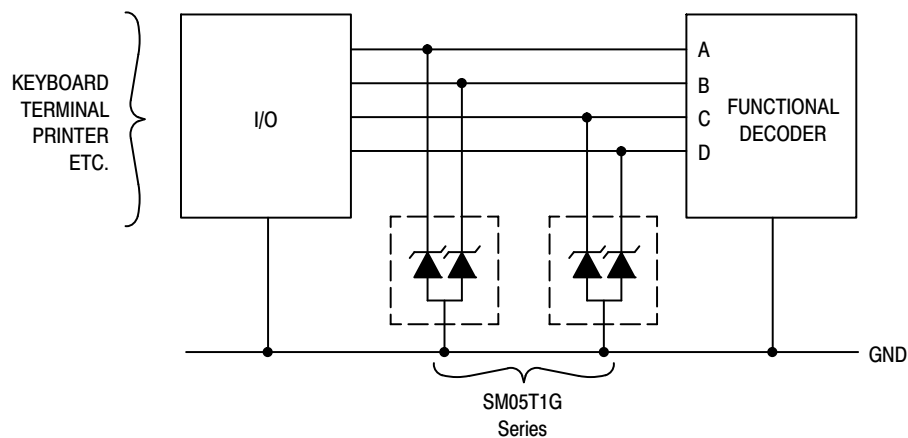 KEYBOARD
TERMINAL
PRINTER
ETC.
I/O
A
B
C
D
FUNCTIONAL
DECODER
GND
SM05T1G
Series